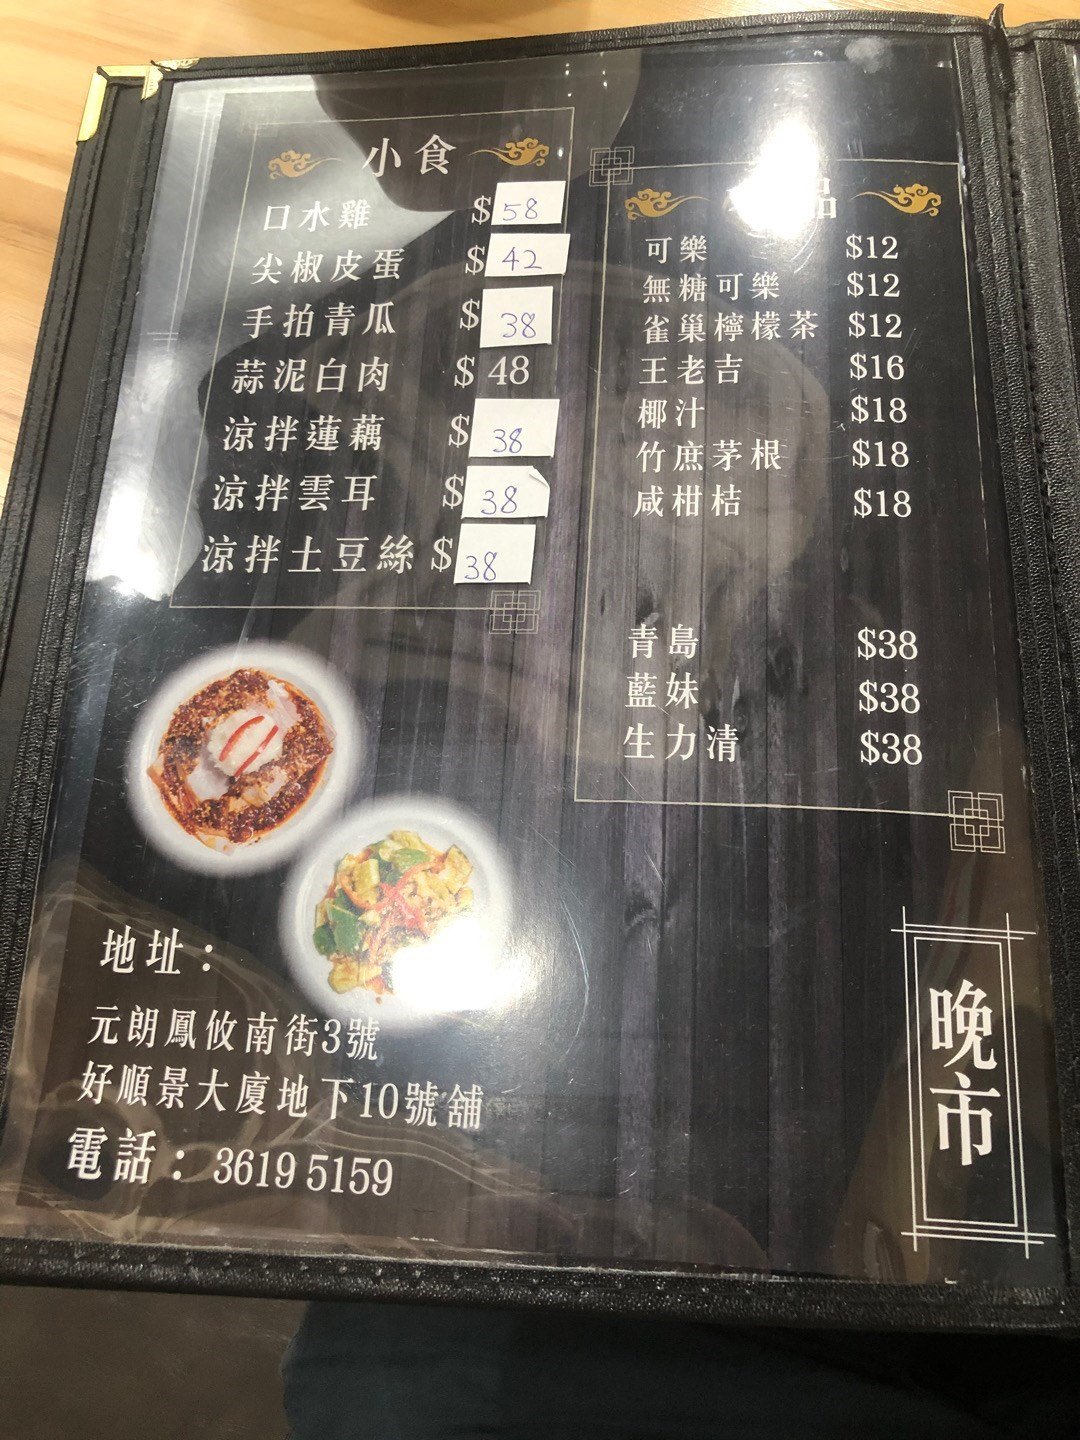 小食
口水雞 $58
尖椒皮蛋 $42
手拍青瓜 $38
蒜泥白肉 $48
涼拌蓮藕 $38
涼拌雲耳 $38
涼拌土豆絲 $38
品
可樂 $12
無糖可樂 $12
雀巢檸檬茶 $12
王老吉 $16
椰汁 $18
竹庶茅根 $18
咸柑桔 $18
青島 $38
藍妹 $38
生力清 $38
地址：
元朗鳳攸南街3號
好順景大廈地下10號舖
電話：3619 5159
晚市